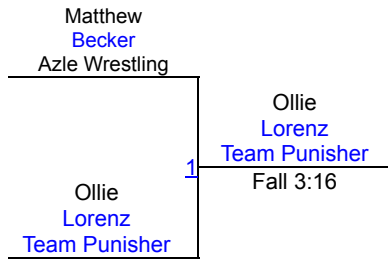 Matthew
Becker
Azle Wrestling
Ollie
Lorenz
Team Punisher
1
Fall 3:16
Ollie
Lorenz
Team Punisher